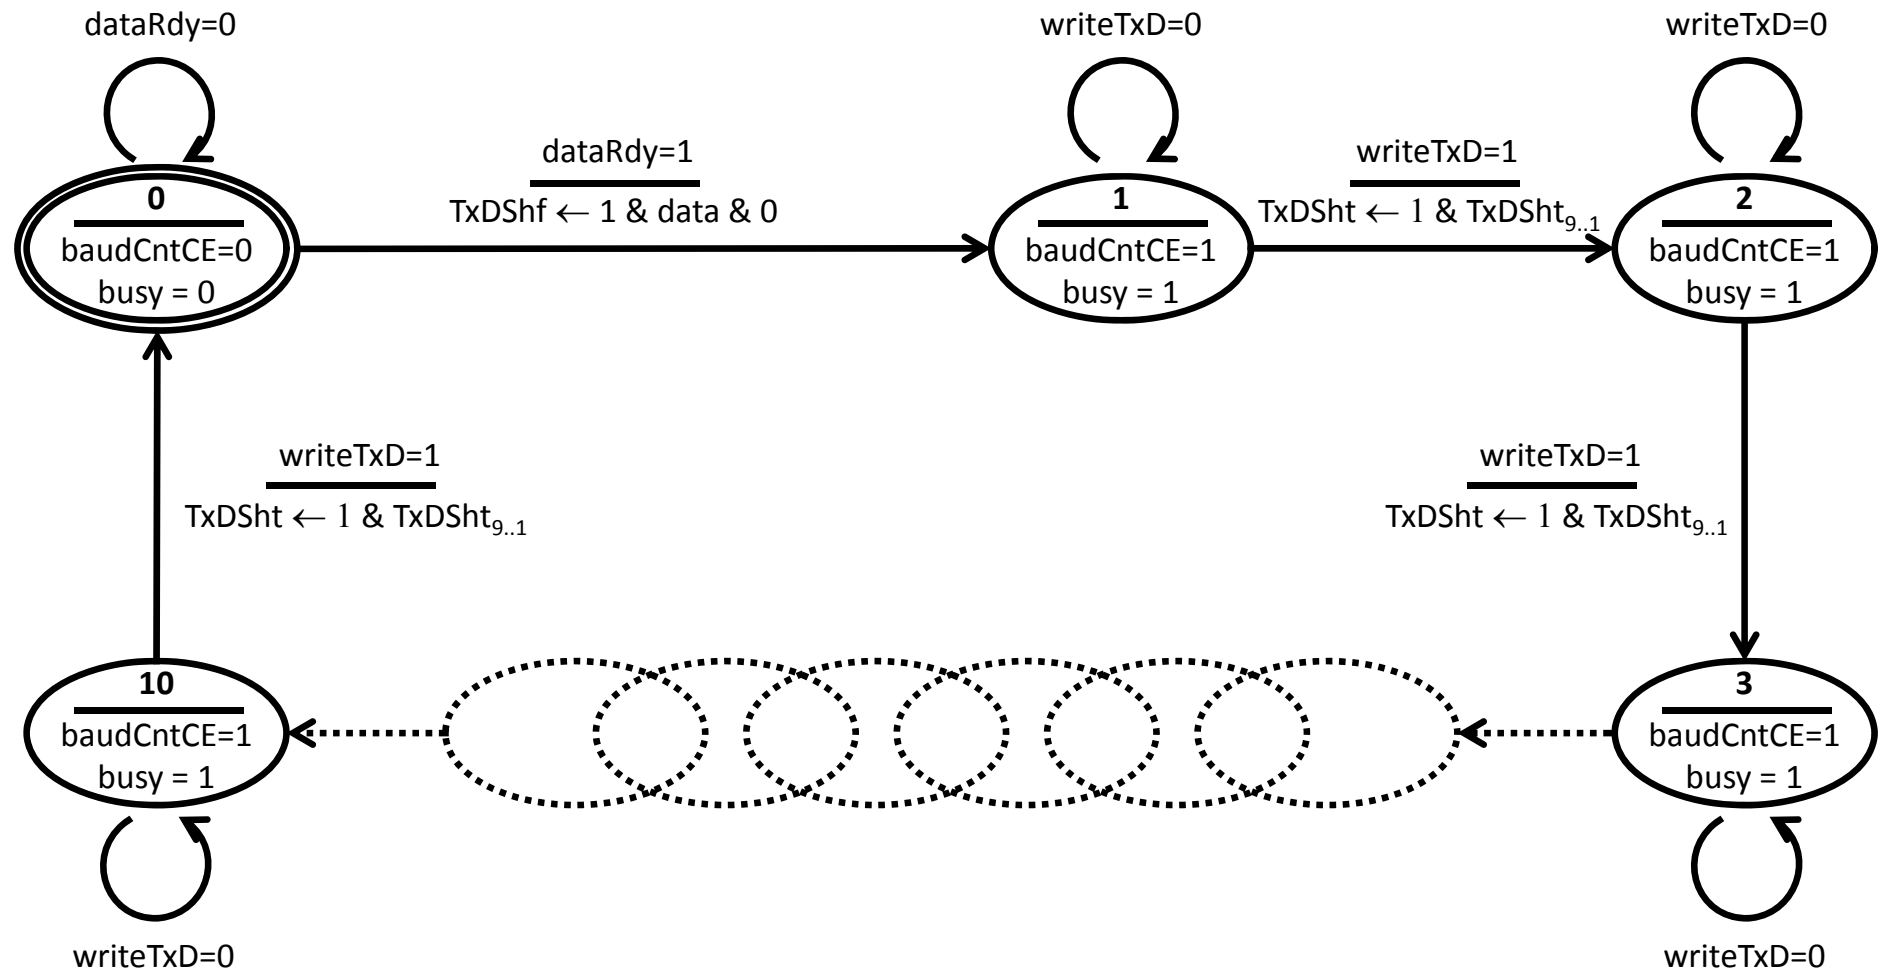 dataRdy=0
writeTxD=0
writeTxD=0
dataRdy=1
TxDShf ← 1 & data & 0
writeTxD=1
TxDSht ← 1 & TxDSht9..1
0
baudCntCE=0
busy = 0
1
baudCntCE=1
busy = 1
2
baudCntCE=1
busy = 1
writeTxD=1
TxDSht ← 1 & TxDSht9..1
writeTxD=1
TxDSht ← 1 & TxDSht9..1
10
baudCntCE=1
busy = 1
3
baudCntCE=1
busy = 1
writeTxD=0
writeTxD=0